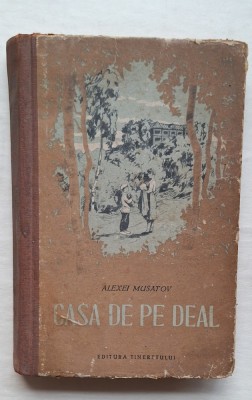 ALEXEI MUSATOV
CASA DE PE DEAL
EDITURA TINERETULUI